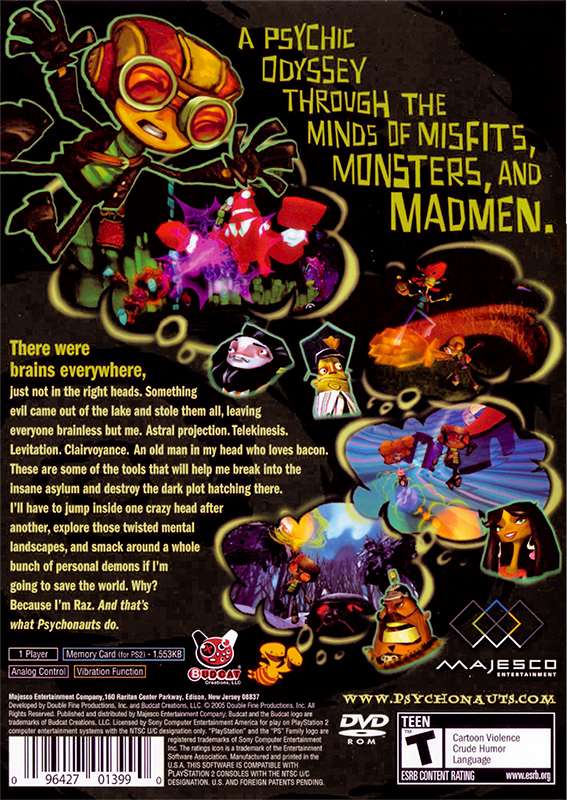 A PSYCHIC
ODYSSEY
THROUGH THE
MINDS OF MISFITS,
MONSTERS, AND
MADMEN.
There were
brains everywhere,
just not in the right heads. Something
evil came out of the lake and stole them all, leaving
everyone brainless but me. Astral projection. Telekinesis.
Levitation. Clairvoyance. An old man in my head who loves bacon.
These are some of the tools that will help me break into the
insane asylum and destroy the dark plot hatching there.
I'll have to jump inside one crazy head after
another, explore those twisted mental
landscapes, and smack around a whole
bunch of personal demons if I'm
going to save the world. Why?
Because I'm Raz. And that's
what Psychonauts do.
1 Player
Memory Card (for PS2) - 1,553KB
Analog Control
Vibration Function
BUDCAT
Creations, LLC
MAJESCO
ENTERTAINMENT
WWW.PSYCHONAUTS.COM
Majesco Entertainment Company, 160 Raritan Center Parkway, Edison, New Jersey 08837
Developed by Double Fine Productions, Inc. and Budcat Creations, LLC. © 2005 Double Fine Productions, Inc. All
Rights Reserved. Published and distributed by Majesco Entertainment Company. Budcat and the Budcat logo are
trademarks of Budcat Creations, LLC. Licensed by Sony Computer Entertainment America for play on PlayStation 2
computer entertainment systems with the NTSC U/C designation only. "PlayStation" and the "PS" Family logo are
registered trademarks of Sony Computer Entertainment
Inc. The ratings icon is a trademark of the Entertainment
Software Association. Manufactured and printed in the
U.S.A. THIS SOFTWARE IS COMPATIBLE WITH
PLAYSTATION 2 CONSOLES WITH THE NTSC U/C
DESIGNATION. U.S. AND FOREIGN PATENTS PENDING.
0 96427 01399 0
DVD
ROM
TEEN
T
TM
Cartoon Violence
Crude Humor
Language
ESRB CONTENT RATING www.esrb.org